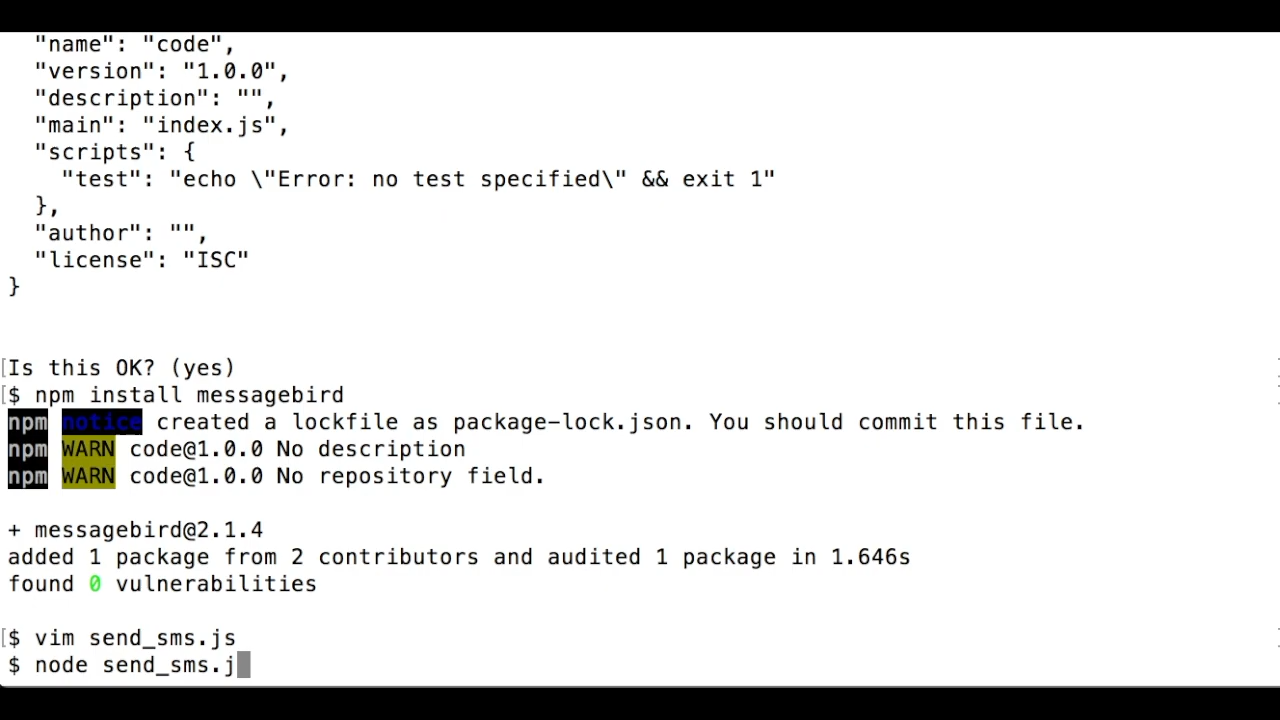 "name": "code",
"version": "1.0.0",
"description": "",
"main": "index.js",
"scripts": {
"test": "echo \"Error: no test specified\" && exit 1"
},
"author": "",
"license": "ISC"
}
[Is this OK? (yes)
[$ npm install messagebird
npm notice created a lockfile as package-lock.json. You should commit this file.
npm WARN code@1.0.0 No description
npm WARN code@1.0.0 No repository field.
+ messagebird@2.1.4
added 1 package from 2 contributors and audited 1 package in 1.646s
found 0 vulnerabilities
[$ vim send_sms.js
$ node send_sms.j